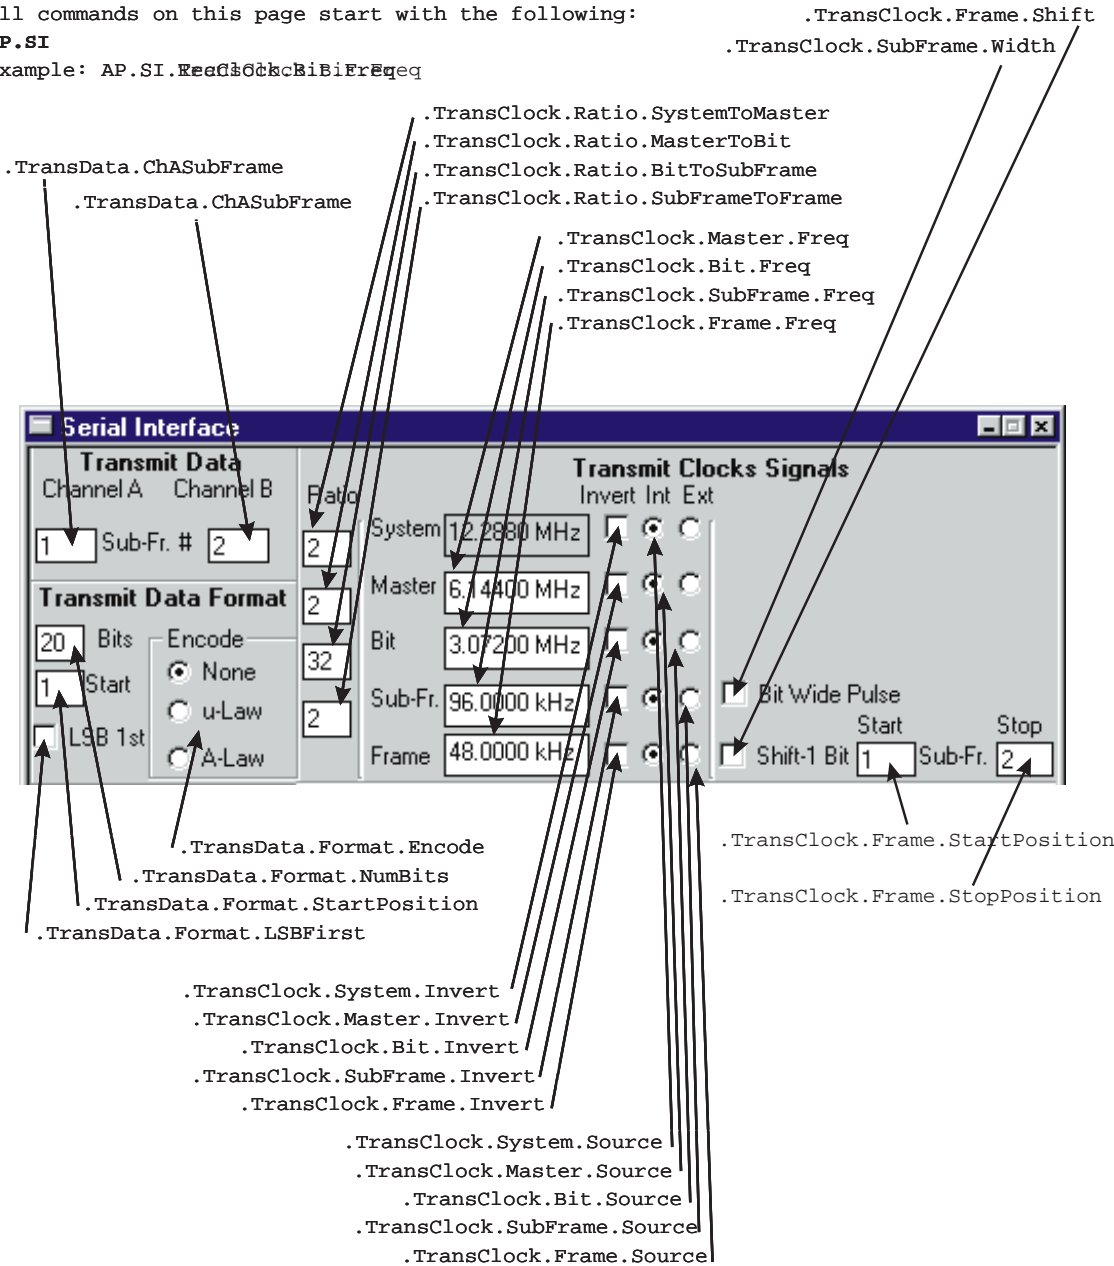 ll commands on this page start with the following:
P.SI
xample: AP.SI.
.TransClock.Frame.Shift
.TransClock.SubFrame.Width
.TransClock.Ratio.SystemToMaster
.TransClock.Ratio.MasterToBit
.TransClock.Ratio.BitToSubFrame
.TransClock.Ratio.SubFrameToFrame
.TransData.ChASubFrame
.TransData.ChASubFrame
.TransClock.Master.Freq
.TransClock.Bit.Freq
.TransClock.SubFrame.Freq
.TransClock.Frame.Freq
Serial Interface
Transmit Data
Channel A Channel B
1 Sub-Fr. # 2
Transmit Data Format
20 Bits
1 Start
LSB 1st
Encode
None
u-Law
A-Law
Ratio
2
2
32
2
Transmit Clocks Signals
Invert Int Ext
System 12.2880 MHz
Master 6.14400 MHz
Bit 3.07200 MHz
Sub-Fr. 96.0000 kHz
Frame 48.0000 kHz
Bit Wide Pulse
Start Stop
Shift-1 Bit 1 Sub-Fr. 2
.TransClock.Frame.StartPosition
.TransClock.Frame.StopPosition
.TransData.Format.Encode
.TransData.Format.NumBits
.TransData.Format.StartPosition
.TransData.Format.LSBFirst
.TransClock.System.Invert
.TransClock.Master.Invert
.TransClock.Bit.Invert
.TransClock.SubFrame.Invert
.TransClock.Frame.Invert
.TransClock.System.Source
.TransClock.Master.Source
.TransClock.Bit.Source
.TransClock.SubFrame.Source
.TransClock.Frame.Source